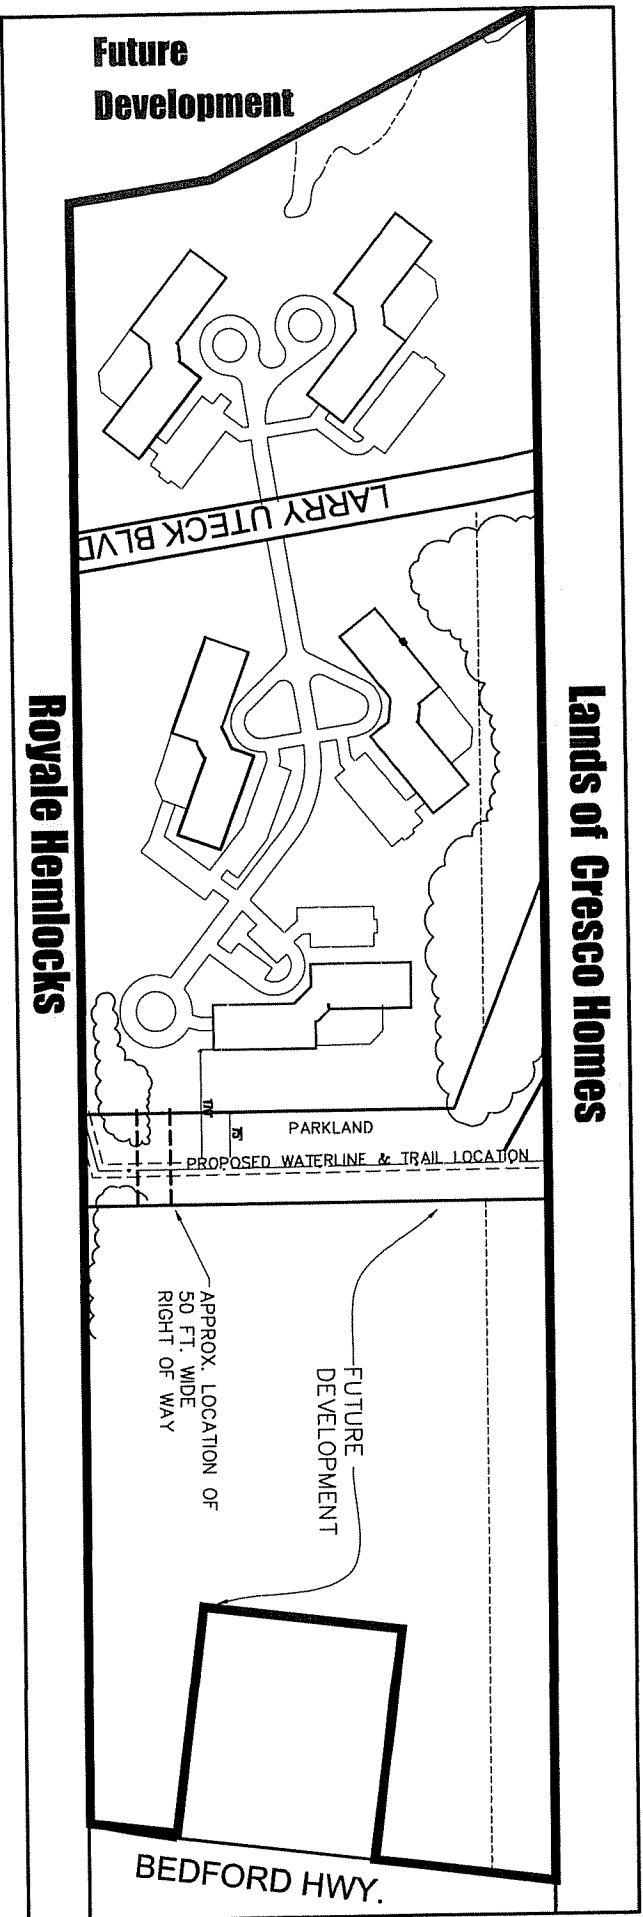 Future
Development
LARRY UTECK BLVD
Lands of Cresco Homes
Royale Hemlocks
PARKLAND
PROPOSED WATERLINE & TRAIL LOCATION
APPROX. LOCATION OF
50 FT. WIDE
RIGHT OF WAY
FUTURE
DEVELOPMENT
BEDFORD HWY.